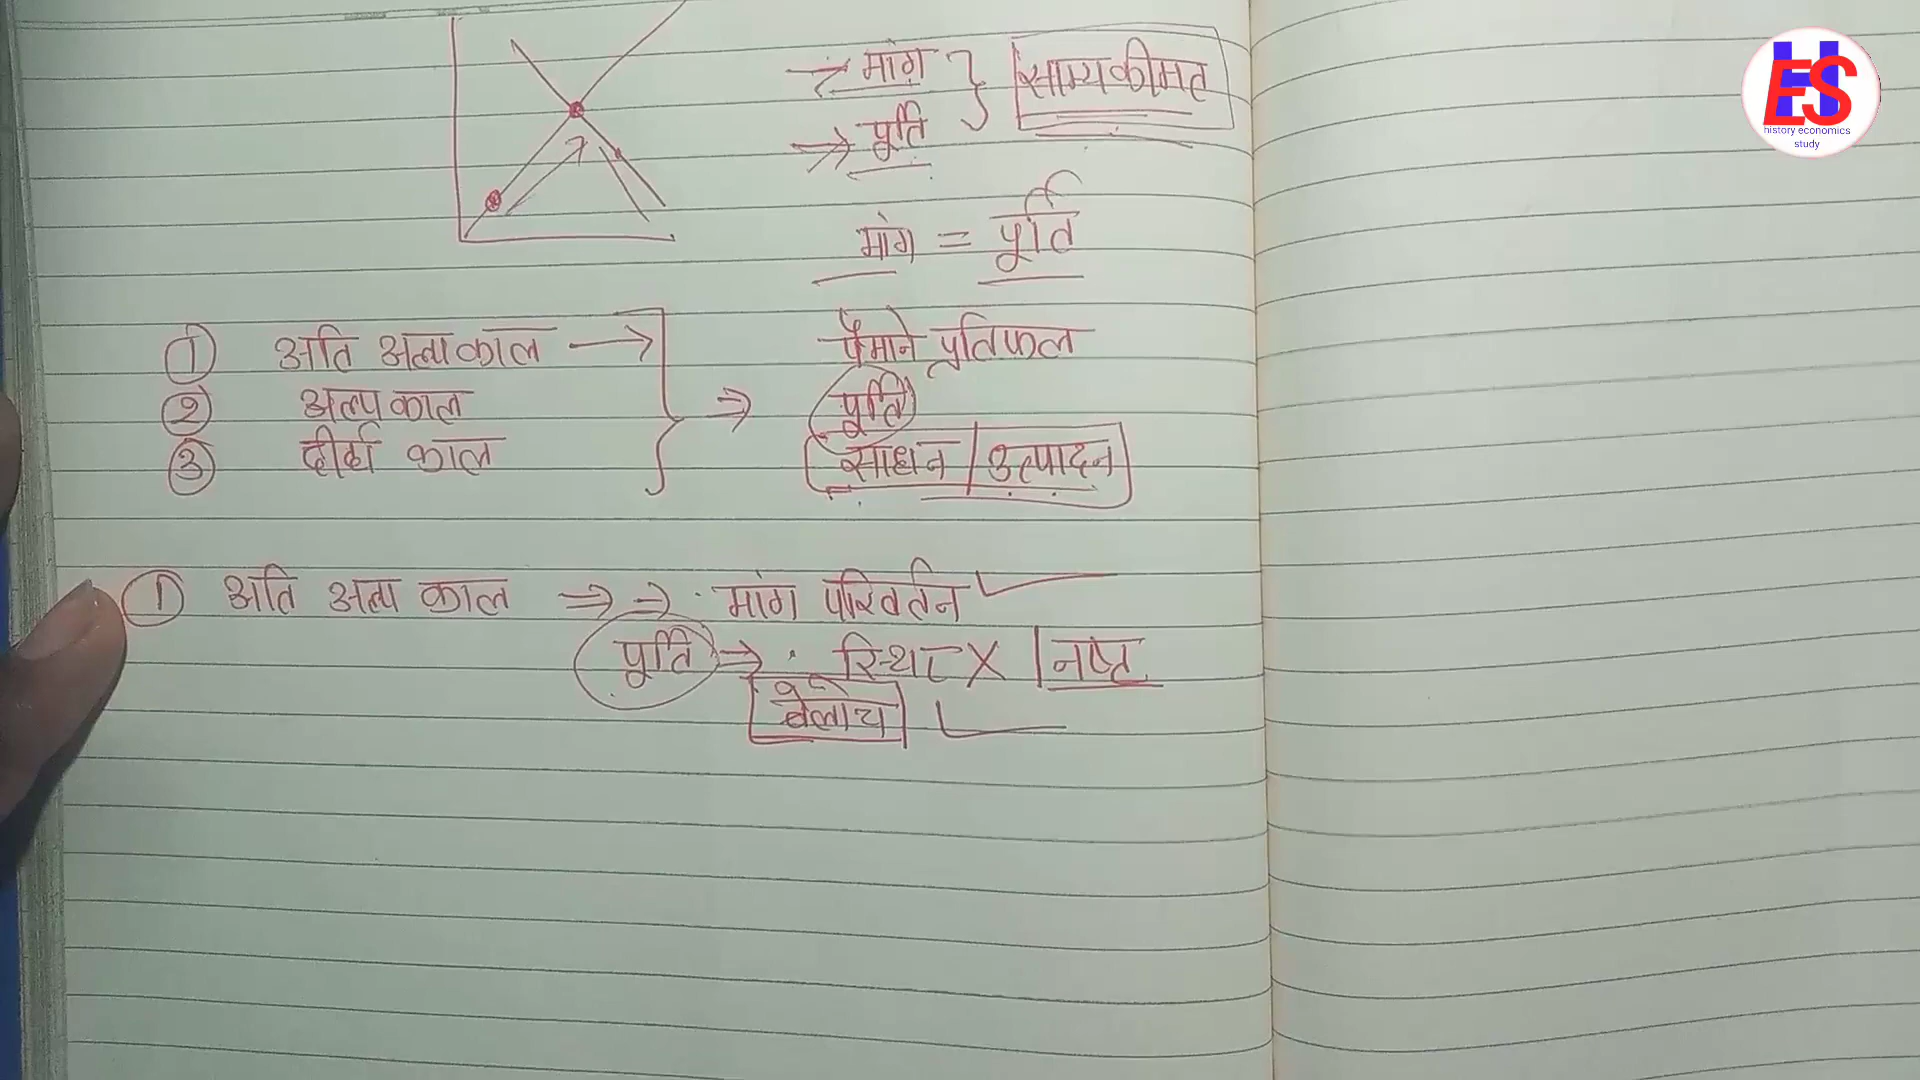 → मांग } साम्य कीमत
→ पूर्ति
मांग = पूर्ति
① अति अल्पकाल →
② अल्पकाल
③ दीर्घ काल
⇒ पैमाने प्रतिफल
पूर्ति
साधन | उत्पादन
① अति अल्प काल ⇒ ⇒ मांग परिवर्तन
पूर्ति ⇒ स्थिर X | नष्ट
बेलोच
HES
history economics
study